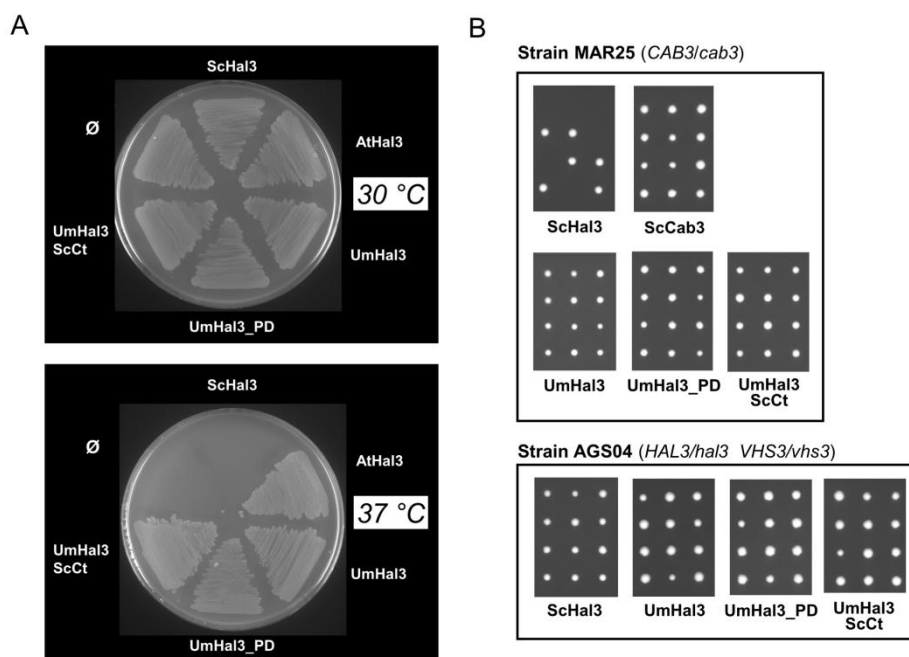 A
ScHal3
Ø
AtHal3
30 °C
UmHal3
ScCt
UmHal3
UmHal3_PD
ScHal3
Ø
AtHal3
37 °C
UmHal3
ScCt
UmHal3
UmHal3_PD
B
Strain MAR25 (CAB3/cab3)
ScHal3
ScCab3
UmHal3
UmHal3_PD
UmHal3
ScCt
Strain AGS04 (HAL3/hal3 VHS3/vhs3)
ScHal3
UmHal3
UmHal3_PD
UmHal3
ScCt